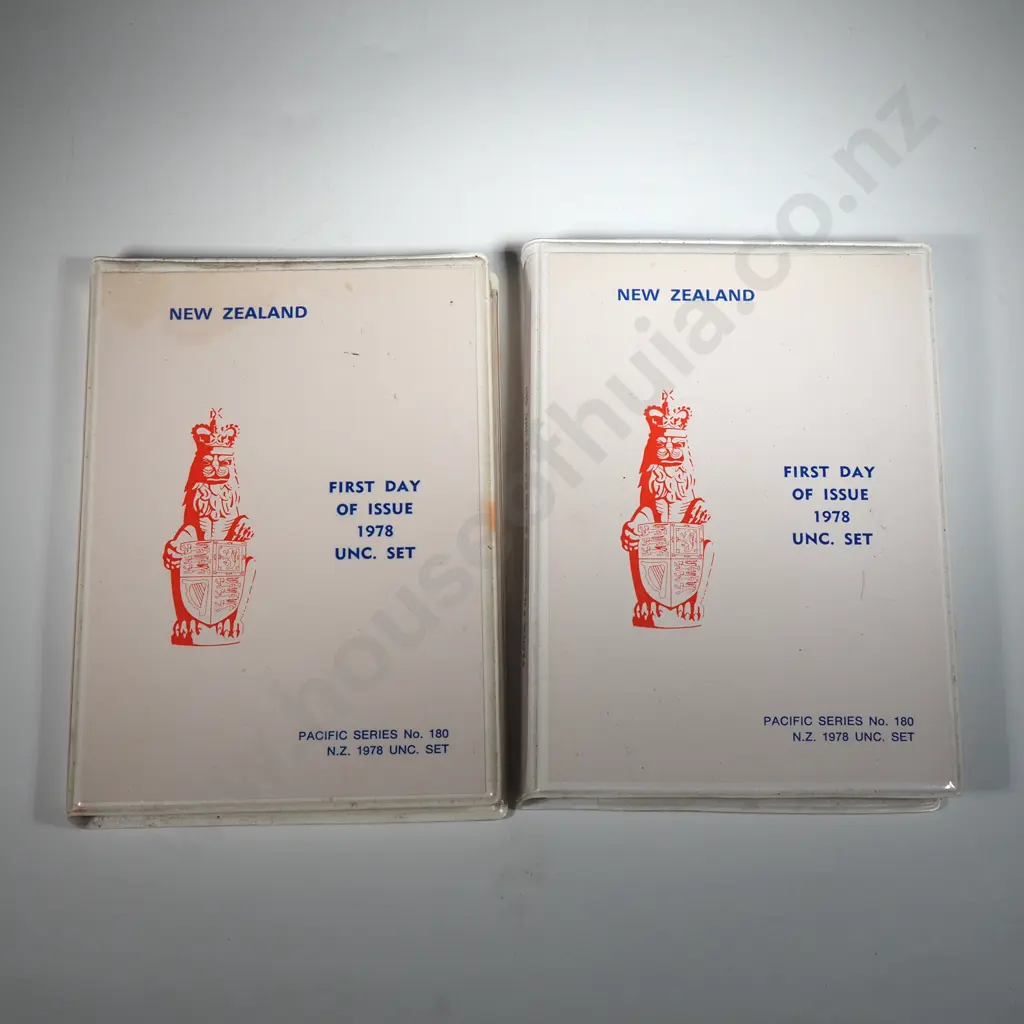 NEW ZEALAND
FIRST DAY
OF ISSUE
1978
UNC. SET
PACIFIC SERIES No. 180
N.Z. 1978 UNC. SET
NEW ZEALAND
FIRST DAY
OF ISSUE
1978
UNC. SET
PACIFIC SERIES No. 180
N.Z. 1978 UNC. SET
www.houseofhuia.co.nz